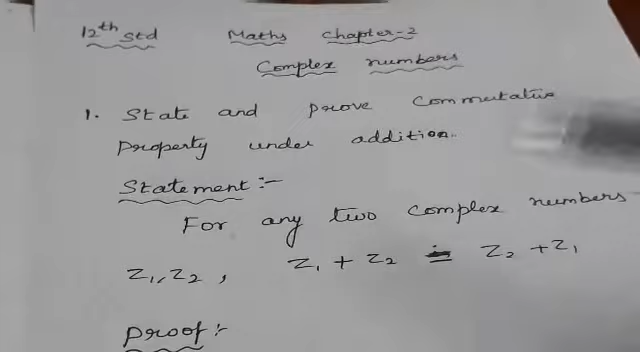 12th std Maths Chapter-2
Complex numbers
1. State and prove Commutative
Property under addition.
Statement :-
For any two complex numbers
Z₁, Z₂, Z₁ + Z₂ = Z₂ + Z₁
Proof :-